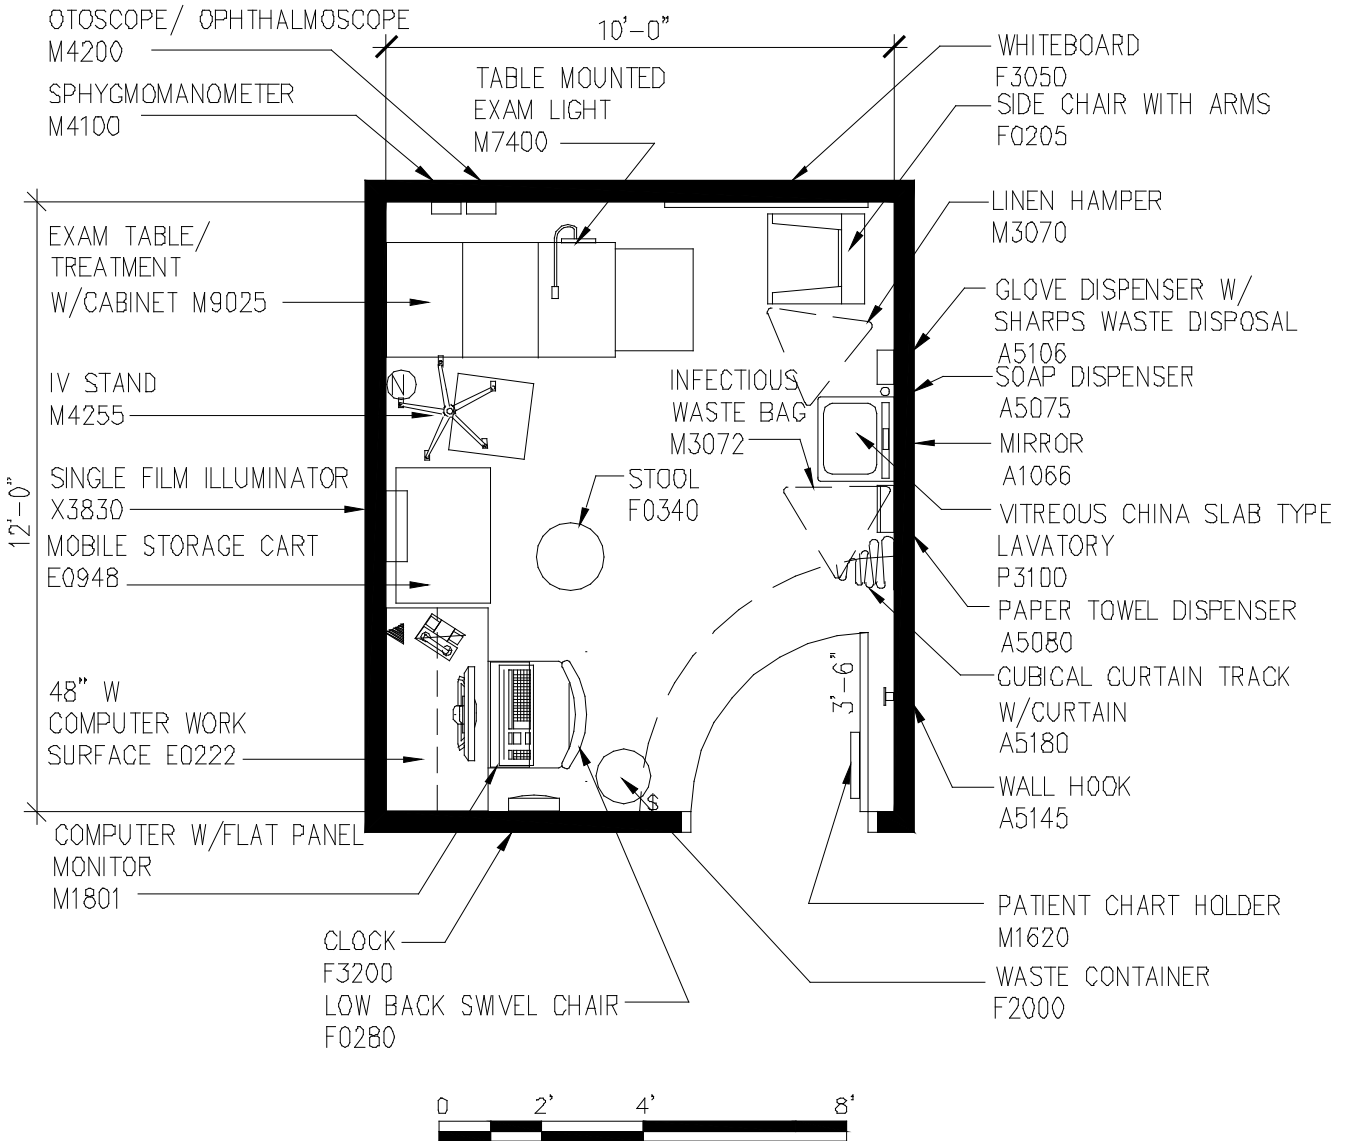 OTOSCOPE/ OPHTHALMOSCOPE
M4200
SPHYGMOMANOMETER
M4100
10'-0"
TABLE MOUNTED
EXAM LIGHT
M7400
WHITEBOARD
F3050
SIDE CHAIR WITH ARMS
F0205
LINEN HAMPER
M3070
EXAM TABLE/
TREATMENT
W/CABINET M9025
GLOVE DISPENSER W/
SHARPS WASTE DISPOSAL
A5106
IV STAND
M4255
N
INFECTIOUS
WASTE BAG
M3072
SOAP DISPENSER
A5075
MIRROR
A1066
12'-0"
SINGLE FILM ILLUMINATOR
X3830
STOOL
F0340
VITREOUS CHINA SLAB TYPE
LAVATORY
P3100
MOBILE STORAGE CART
E0948
PAPER TOWEL DISPENSER
A5080
3'-6"
CUBICAL CURTAIN TRACK
W/CURTAIN
A5180
48" W
COMPUTER WORK
SURFACE E0222
$
WALL HOOK
A5145
COMPUTER W/FLAT PANEL
MONITOR
M1801
PATIENT CHART HOLDER
M1620
CLOCK
F3200
WASTE CONTAINER
F2000
LOW BACK SWIVEL CHAIR
F0280
0 2' 4' 8'